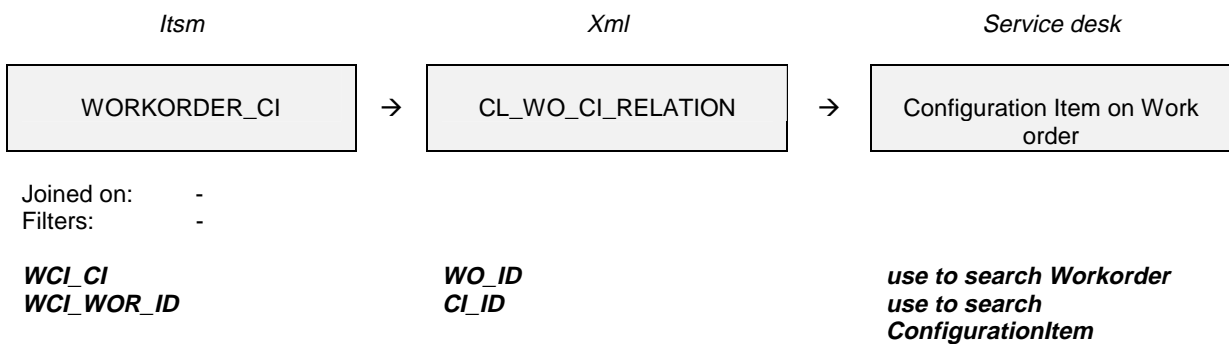 Itsm Xml Service desk
WORKORDER_CI → CL_WO_CI_RELATION → Configuration Item on Work
order
Joined on: -
Filters: -
WCI_CI WO_ID use to search Workorder
WCI_WOR_ID CI_ID use to search
ConfigurationItem